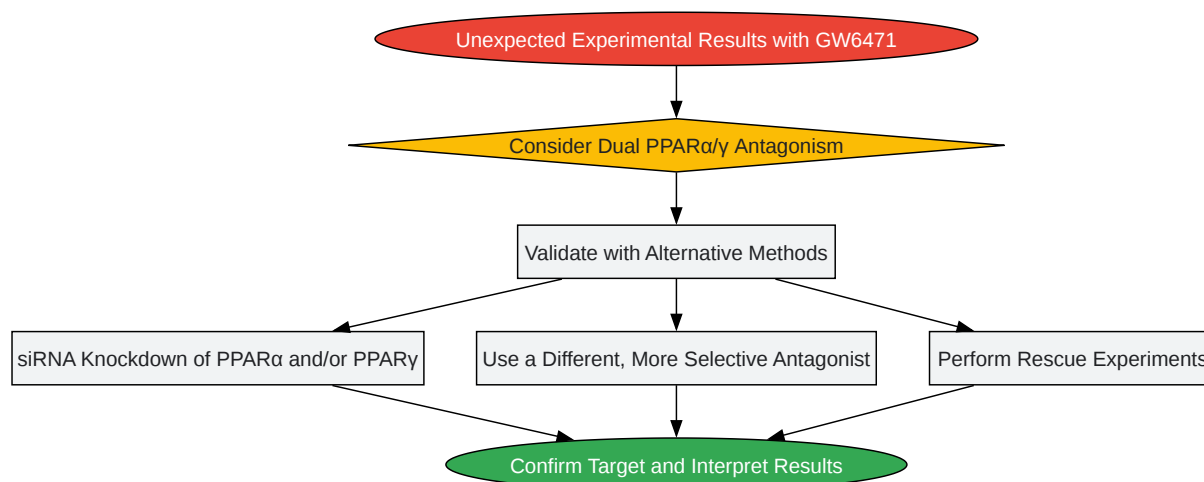 Unexpected Experimental Results with GW6471
Consider Dual PPARα/γ Antagonism
Validate with Alternative Methods
siRNA Knockdown of PPARα and/or PPARγ
Use a Different, More Selective Antagonist
Perform Rescue Experiments
Confirm Target and Interpret Results